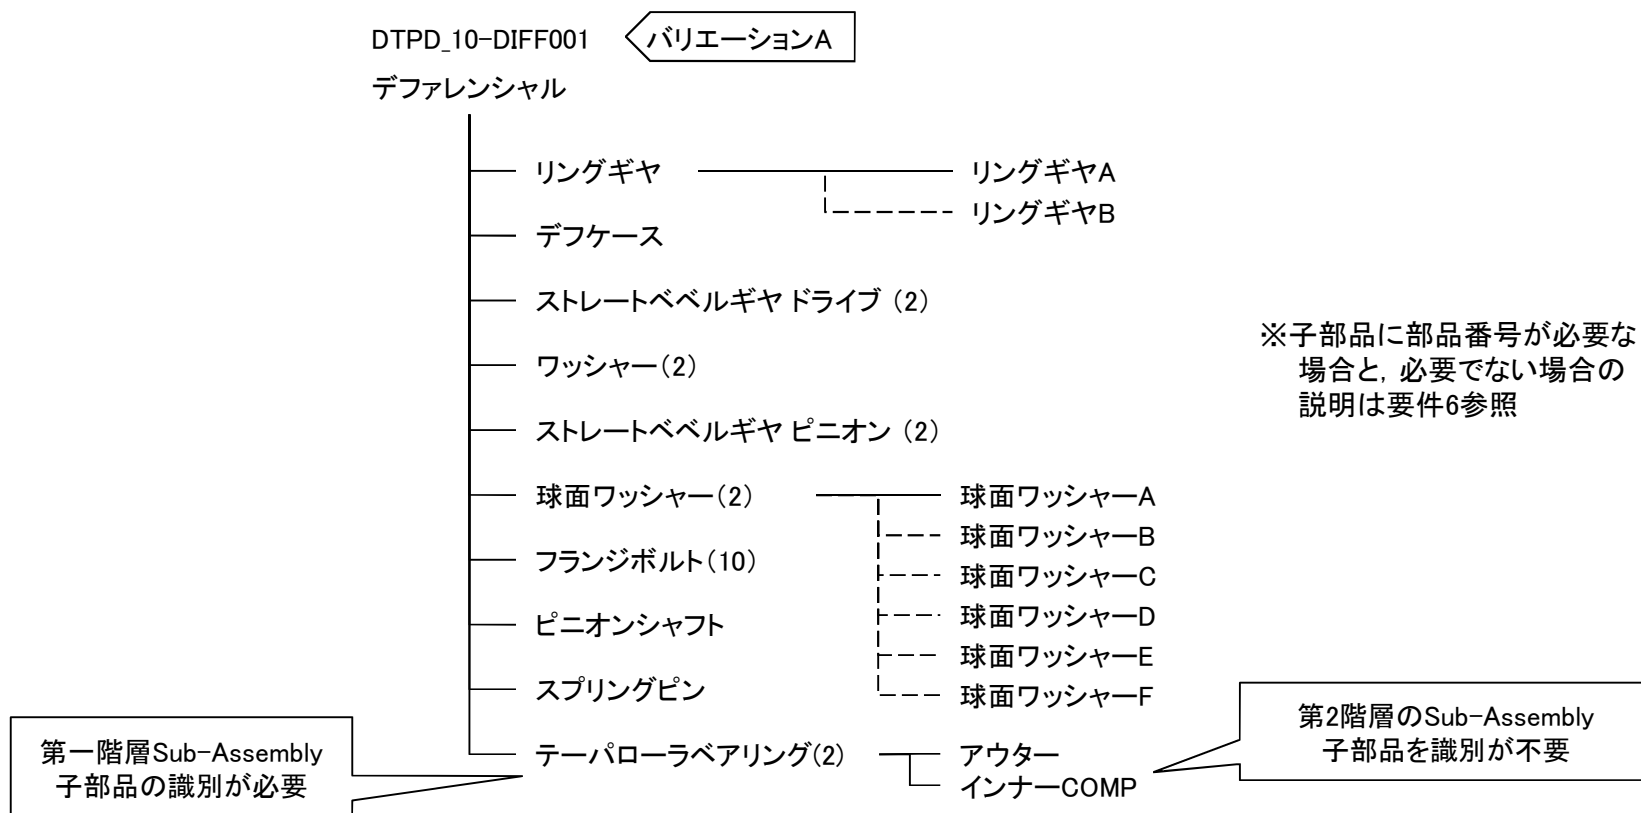 DTPD_10-DIFF001
バリエーションA
デファレンシャル
リングギヤ
リングギヤA
リングギヤB
デフケース
ストレートベベルギヤ ドライブ (2)
ワッシャー(2)
ストレートベベルギヤ ピニオン (2)
球面ワッシャー(2)
球面ワッシャーA
球面ワッシャーB
球面ワッシャーC
球面ワッシャーD
球面ワッシャーE
球面ワッシャーF
フランジボルト(10)
ピニオンシャフト
スプリングピン
テーパローラベアリング(2)
アウター
インナーCOMP
※子部品に部品番号が必要な
場合と, 必要でない場合の
説明は要件6参照
第一階層Sub-Assembly
子部品の識別が必要
第2階層のSub-Assembly
子部品を識別が不要